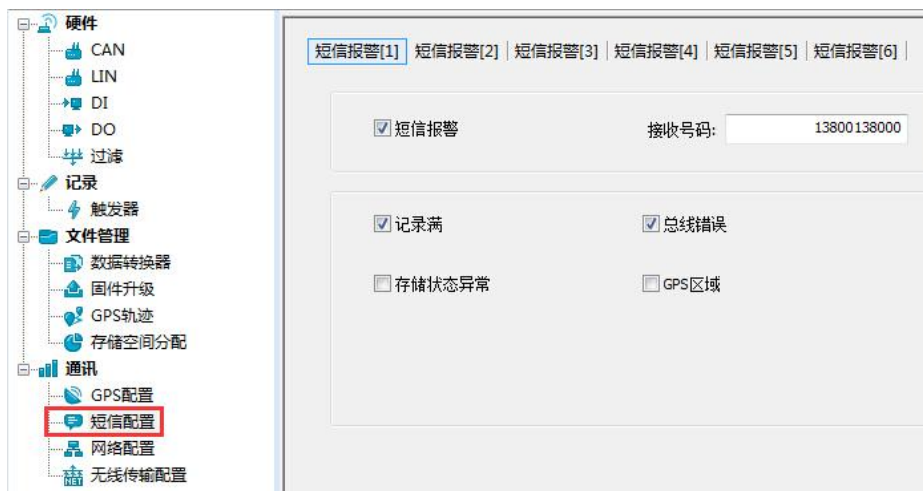 硬件
CAN
LIN
DI
DO
过滤
记录
触发器
文件管理
数据转换器
固件升级
GPS轨迹
存储空间分配
通讯
GPS配置
短信配置
网络配置
NET 无线传输配置
短信报警[1] 短信报警[2] 短信报警[3] 短信报警[4] 短信报警[5] 短信报警[6]
短信报警 接收号码: 13800138000
记录满 总线错误
存储状态异常 GPS区域